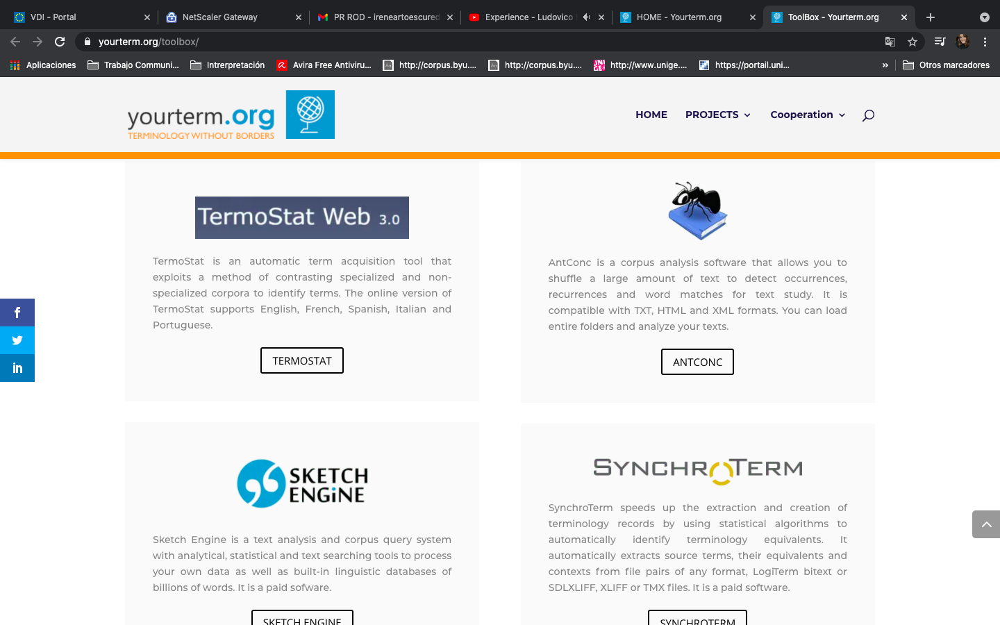 VDI - Portal
NetScaler Gateway
PR ROD - ireneartoescured
Experience - Ludovico
HOME - Yourterm.org
ToolBox - Yourterm.org
yourterm.org/toolbox/
Aplicaciones
Trabajo Communi...
Intrerpretación
Avira Free Antiviru...
http://corpus.byu....
http://corpus.byu....
http://www.unige....
https://portail.uni...
»
Otros marcadores
yourterm.org
TERMINOLOGY WITHOUT BORDERS
HOME
PROJECTS
Cooperation
TermoStat Web 3.0
TermoStat is an automatic term acquisition tool that
exploits a method of contrasting specialized and non-
specialized corpora to identify terms. The online version of
TermoStat supports English, French, Spanish, Italian and
Portuguese.
TERMOSTAT
AntConc is a corpus analysis software that allows you to
shuffle a large amount of text to detect occurrences,
recurrences and word matches for text study. It is
compatible with TXT, HTML and XML formats. You can load
entire folders and analyze your texts.
ANTCONC
SKETCH
ENGiNE
Sketch Engine is a text analysis and corpus query system
with analytical, statistical and text searching tools to process
your own data as well as built-in linguistic databases of
billions of words. It is a paid sofware.
SKETCH ENGINE
SYNCHROTERM
SynchroTerm speeds up the extraction and creation of
terminology records by using statistical algorithms to
automatically identify terminology equivalents. It
automatically extracts source terms, their equivalents and
contexts from file pairs of any format, LogiTerm bitext or
SDLXLIFF, XLIFF or TMX files. It is a paid software.
SYNCHROTERM